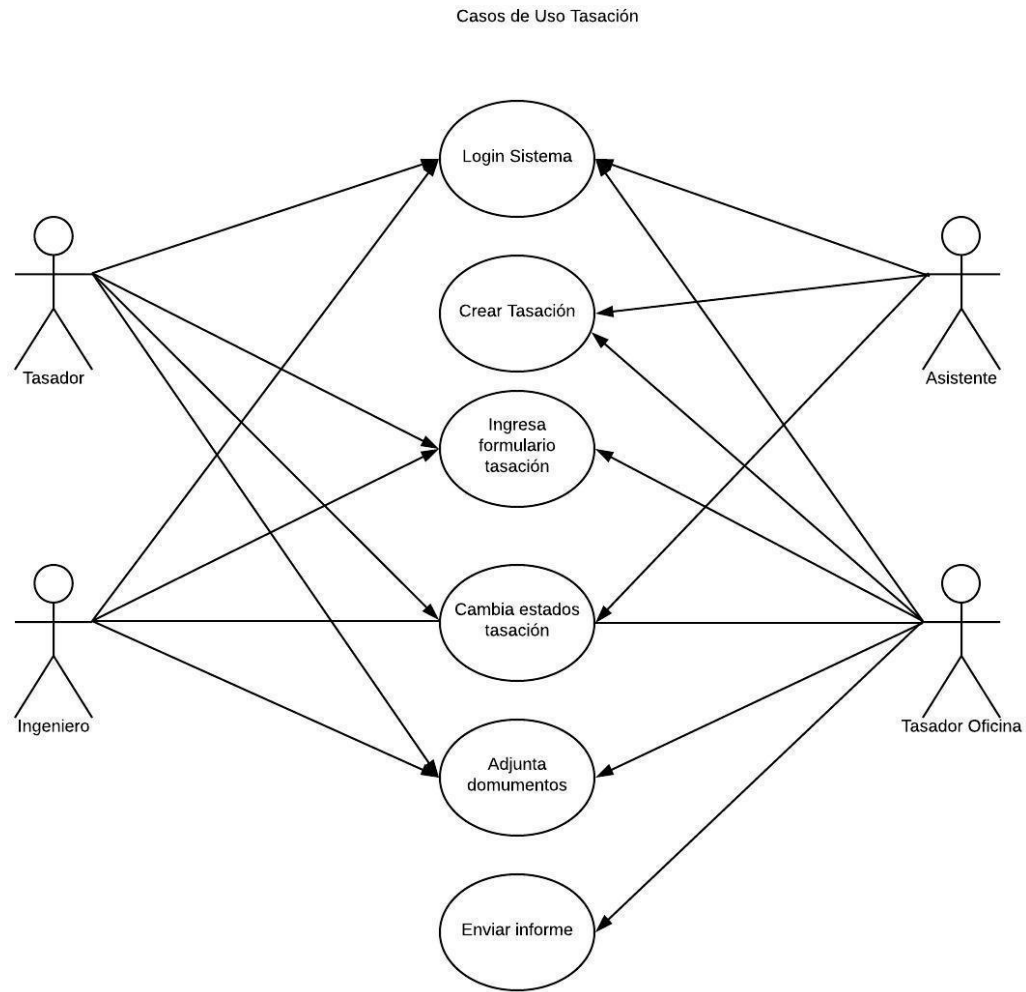 Casos de Uso Tasación
Login Sistema
Crear Tasación
Tasador
Asistente
Ingresa
formulario
tasación
Cambia estados
tasación
Ingeniero
Tasador Oficina
Adjunta
domumentos
Enviar informe